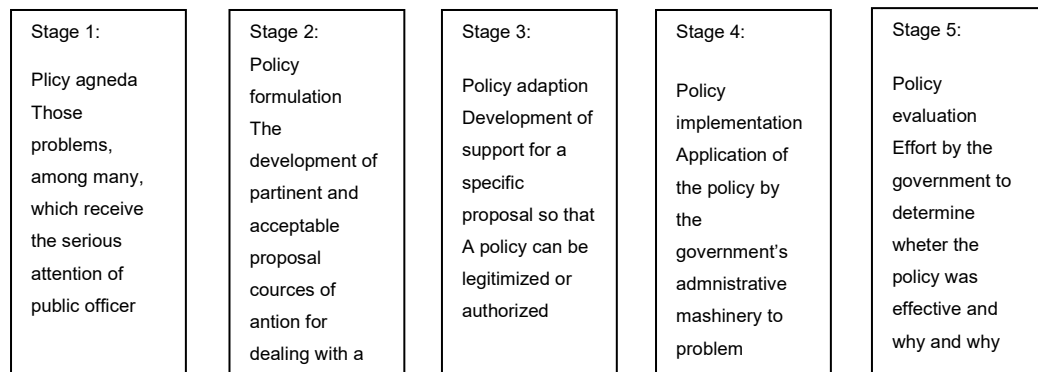 Stage 1:
Plicy agneda
Those
problems,
among many,
which receive
the serious
attention of
public officer
Stage 2:
Policy
formulation
The
development of
partinent and
acceptable
proposal
cources of
antion for
dealing with a
Stage 3:
Policy adaption
Development of
support for a
specific
proposal so that
A policy can be
legitimized or
authorized
Stage 4:
Policy
implementation
Application of
the policy by
the
government’s
admnistrative
mashinery to
problem
Stage 5:
Policy
evaluation
Effort by the
government to
determine
wheter the
policy was
effective and
why and why